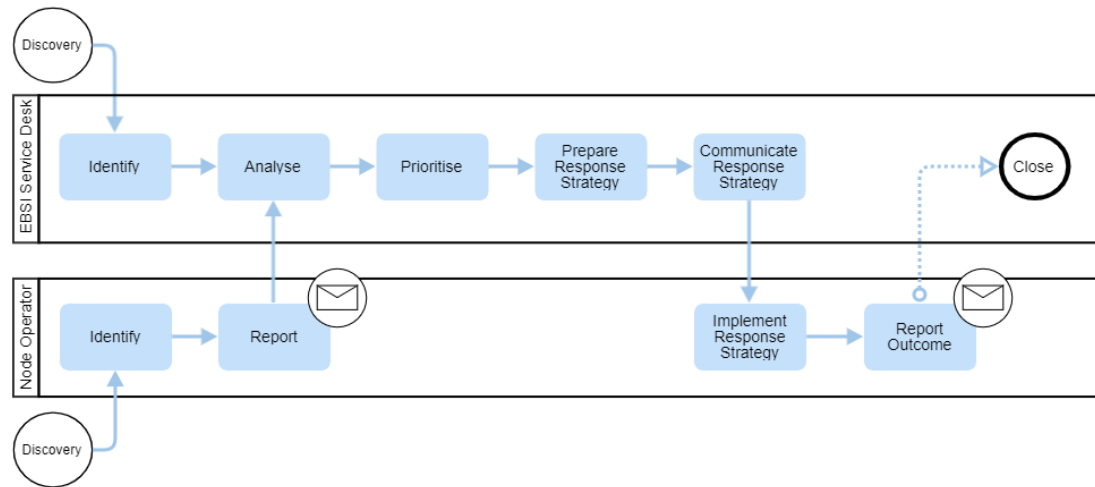 Discovery
EBSI Service Desk
Identify
Analyse
Prioritise
Prepare
Response
Strategy
Communicate
Response
Strategy
Close
Node Operator
Identify
Report
Implement
Response
Strategy
Report
Outcome
Discovery